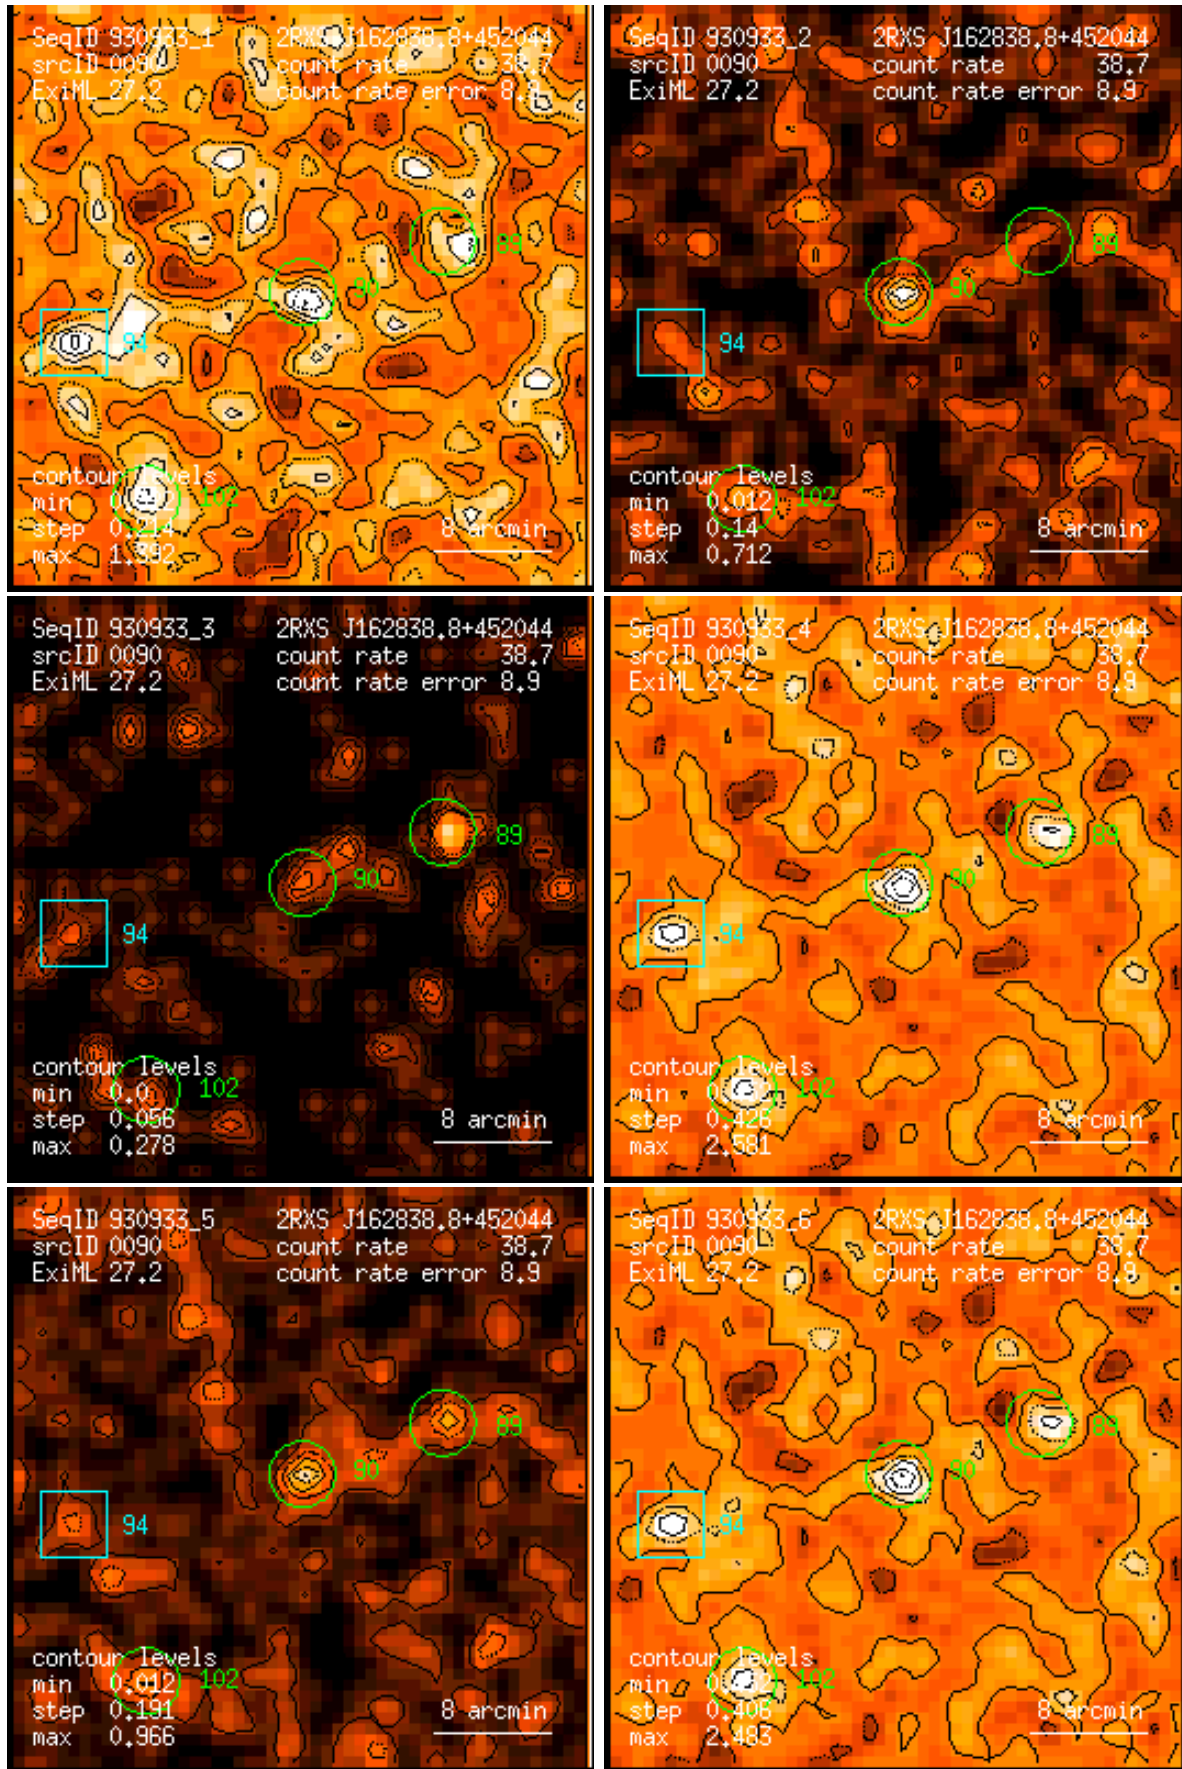 SeqID 930933_1 2RXS J162838.8+452044
srcID 0090 count rate 38.7
ExiML 27.2 count rate error 8.9
89
90
94
contour levels
102
min
step 0.214
8 arcmin
max 1.392
SeqID 930933_2 2RXS J162838.8+452044
srcID 0090 count rate 38.7
ExiML 27.2 count rate error 8.9
89
90
94
contour levels
min 0.012
102
step 0.14
8 arcmin
max 0.712
SeqID 930933_3 2RXS J162838.8+452044
srcID 0090 count rate 38.7
ExiML 27.2 count rate error 8.9
89
90
94
contour levels
min 0.0
102
step 0.056
8 arcmin
max 0.278
SeqID 930933_4 2RXS J162838.8+452044
srcID 0090 count rate 38.7
ExiML 27.2 count rate error 8.9
89
90
94
contour levels
min
102
step 0.426
8 arcmin
max 2.581
SeqID 930933_5 2RXS J162838.8+452044
srcID 0090 count rate 38.7
ExiML 27.2 count rate error 8.9
89
90
94
contour levels
min 0.012
102
step 0.191
8 arcmin
max 0.966
SeqID 930933_6 2RXS J162838.8+452044
srcID 0090 count rate 38.7
ExiML 27.2 count rate error 8.9
89
90
94
contour levels
min
102
step 0.406
8 arcmin
max 2.483